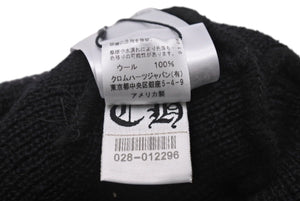 ウール 100%
クロムハーツジャパン(有)
東京都中央区銀座5-4-9
アメリカ製
CH
028-012296